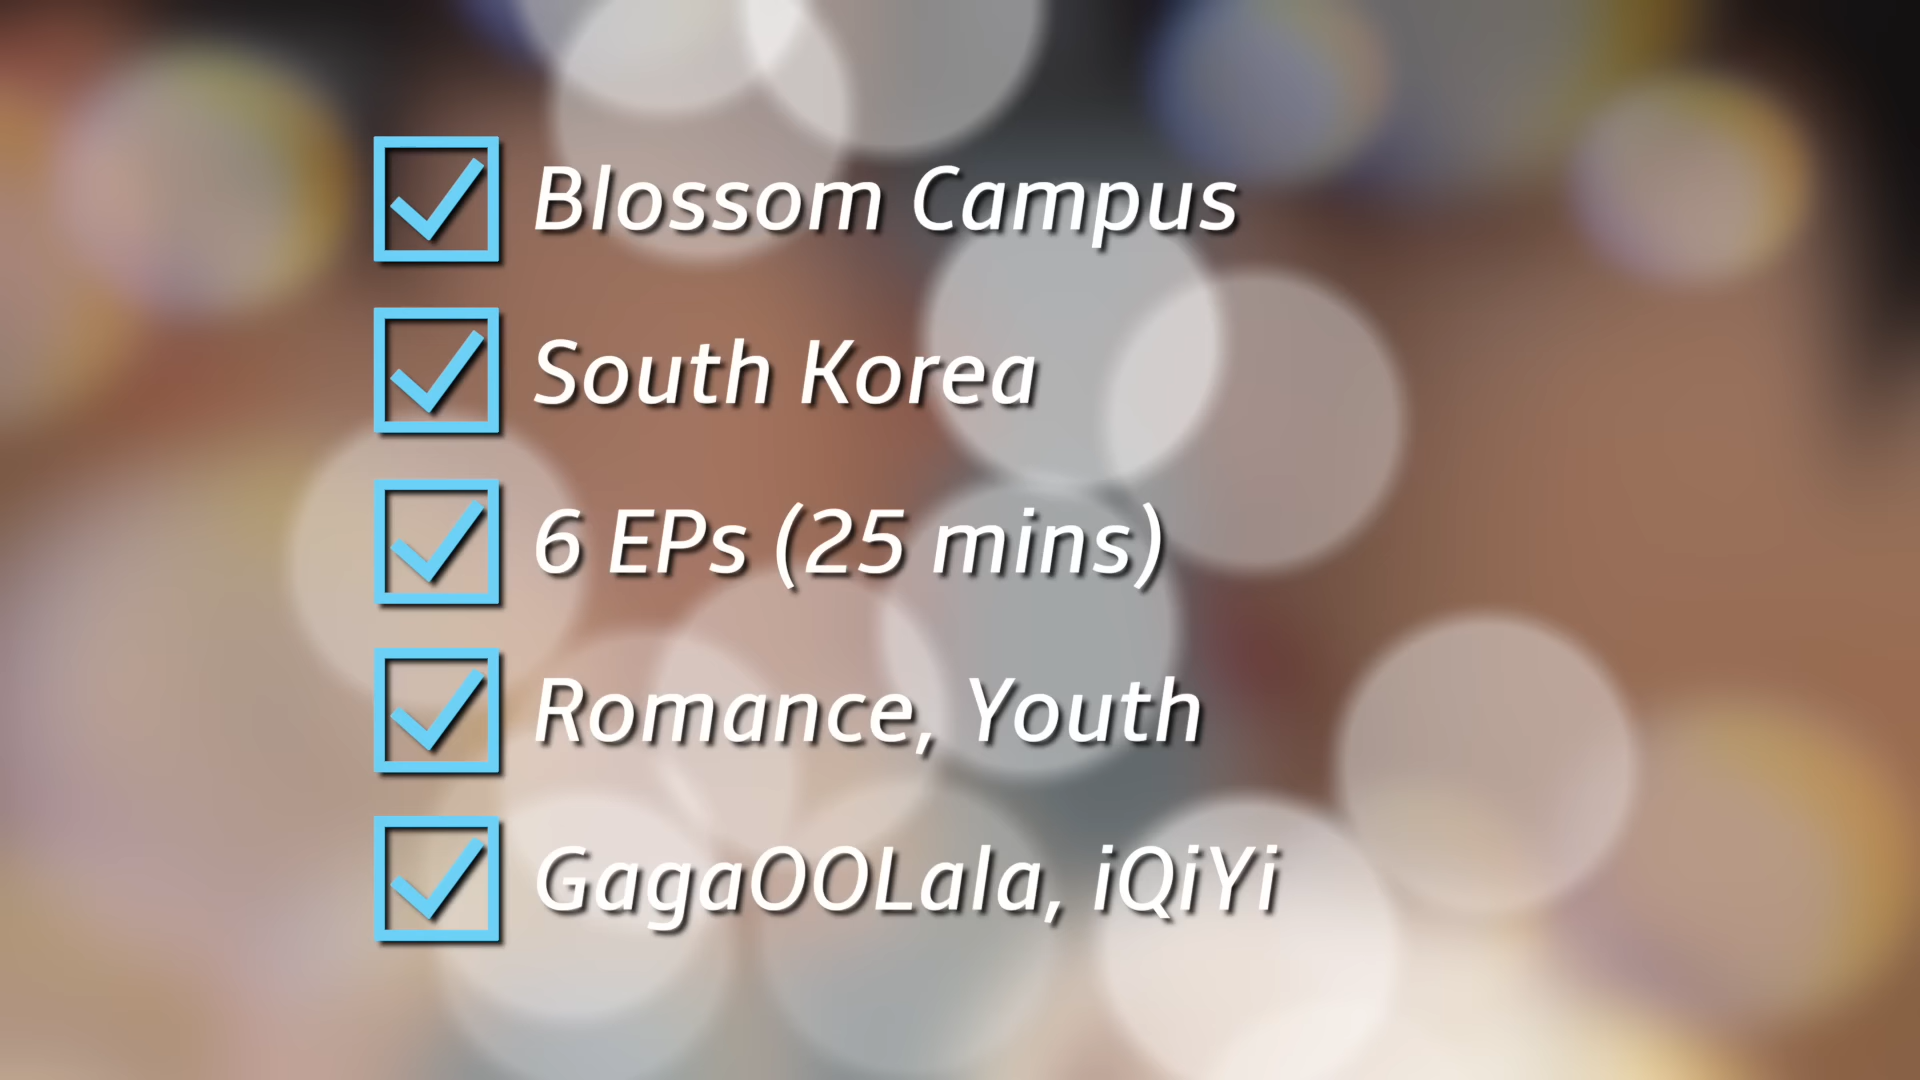 Blossom Campus
South Korea
6 EPs (25 mins)
Romance, Youth
GagaOOLala, iQiYi